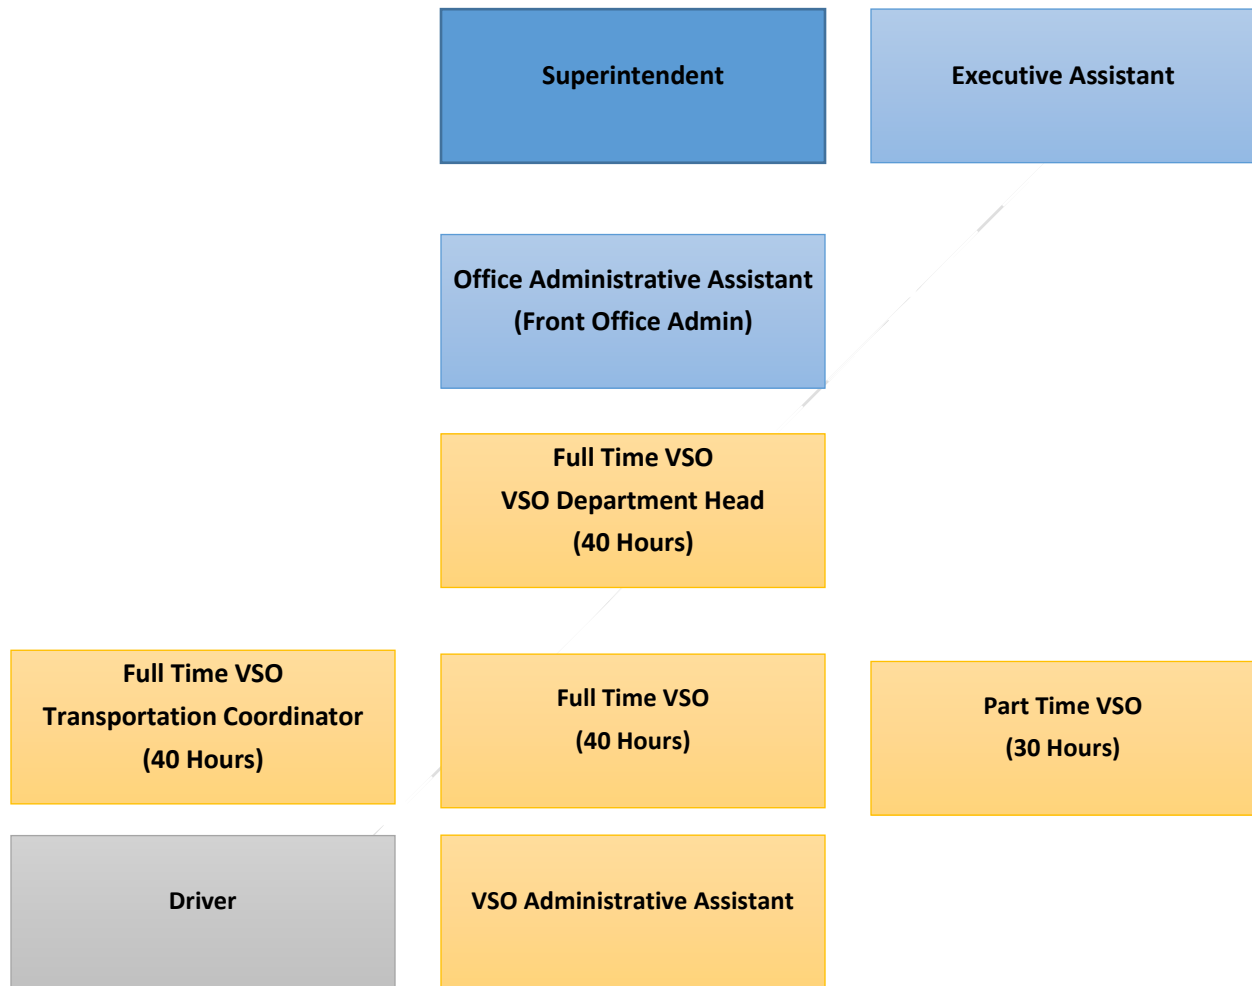 Superintendent
Executive Assistant
Office Administrative Assistant
(Front Office Admin)
Full Time VSO
VSO Department Head
(40 Hours)
Full Time VSO
Transportation Coordinator
(40 Hours)
Full Time VSO
(40 Hours)
Part Time VSO
(30 Hours)
Driver
VSO Administrative Assistant